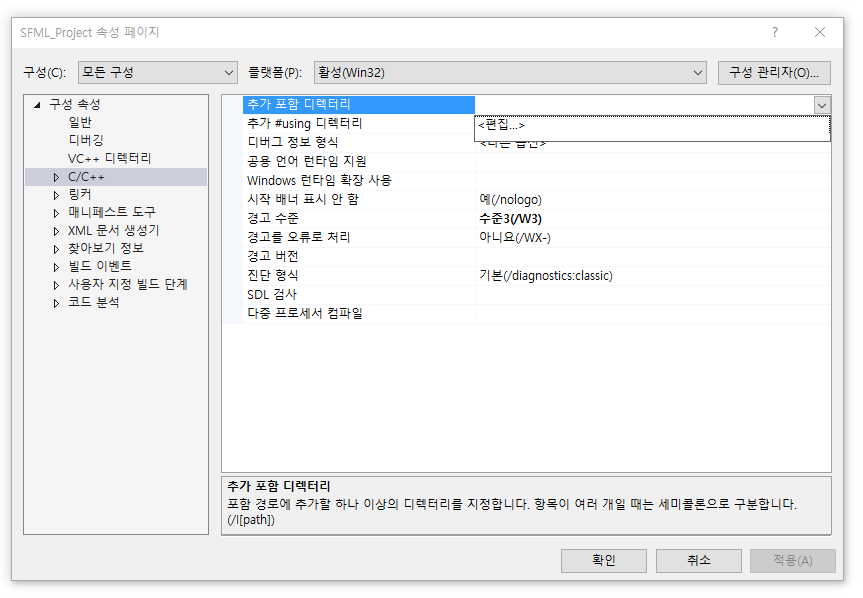 SFML_Project 속성 페이지
?
구성(C):
모든 구성
플랫폼(P):
활성(Win32)
구성 관리자(O)...
구성 속성
일반
디버깅
VC++ 디렉터리
C/C++
링커
매니페스트 도구
XML 문서 생성기
찾아보기 정보
빌드 이벤트
사용자 지정 빌드 단계
코드 분석
추가 포함 디렉터리
<편집...>
추가 #using 디렉터리
디버그 정보 형식
공용 언어 런타임 지원
Windows 런타임 확장 사용
시작 배너 표시 안 함 예(/nologo)
경고 수준 수준3(/W3)
경고를 오류로 처리 아니요(/WX-)
경고 버전
진단 형식 기본(/diagnostics:classic)
SDL 검사
다중 프로세서 컴파일
추가 포함 디렉터리
포함 경로에 추가할 하나 이상의 디렉터리를 지정합니다. 항목이 여러 개일 때는 세미콜론으로 구분합니다.
(/I[path])
확인
취소
적용(A)